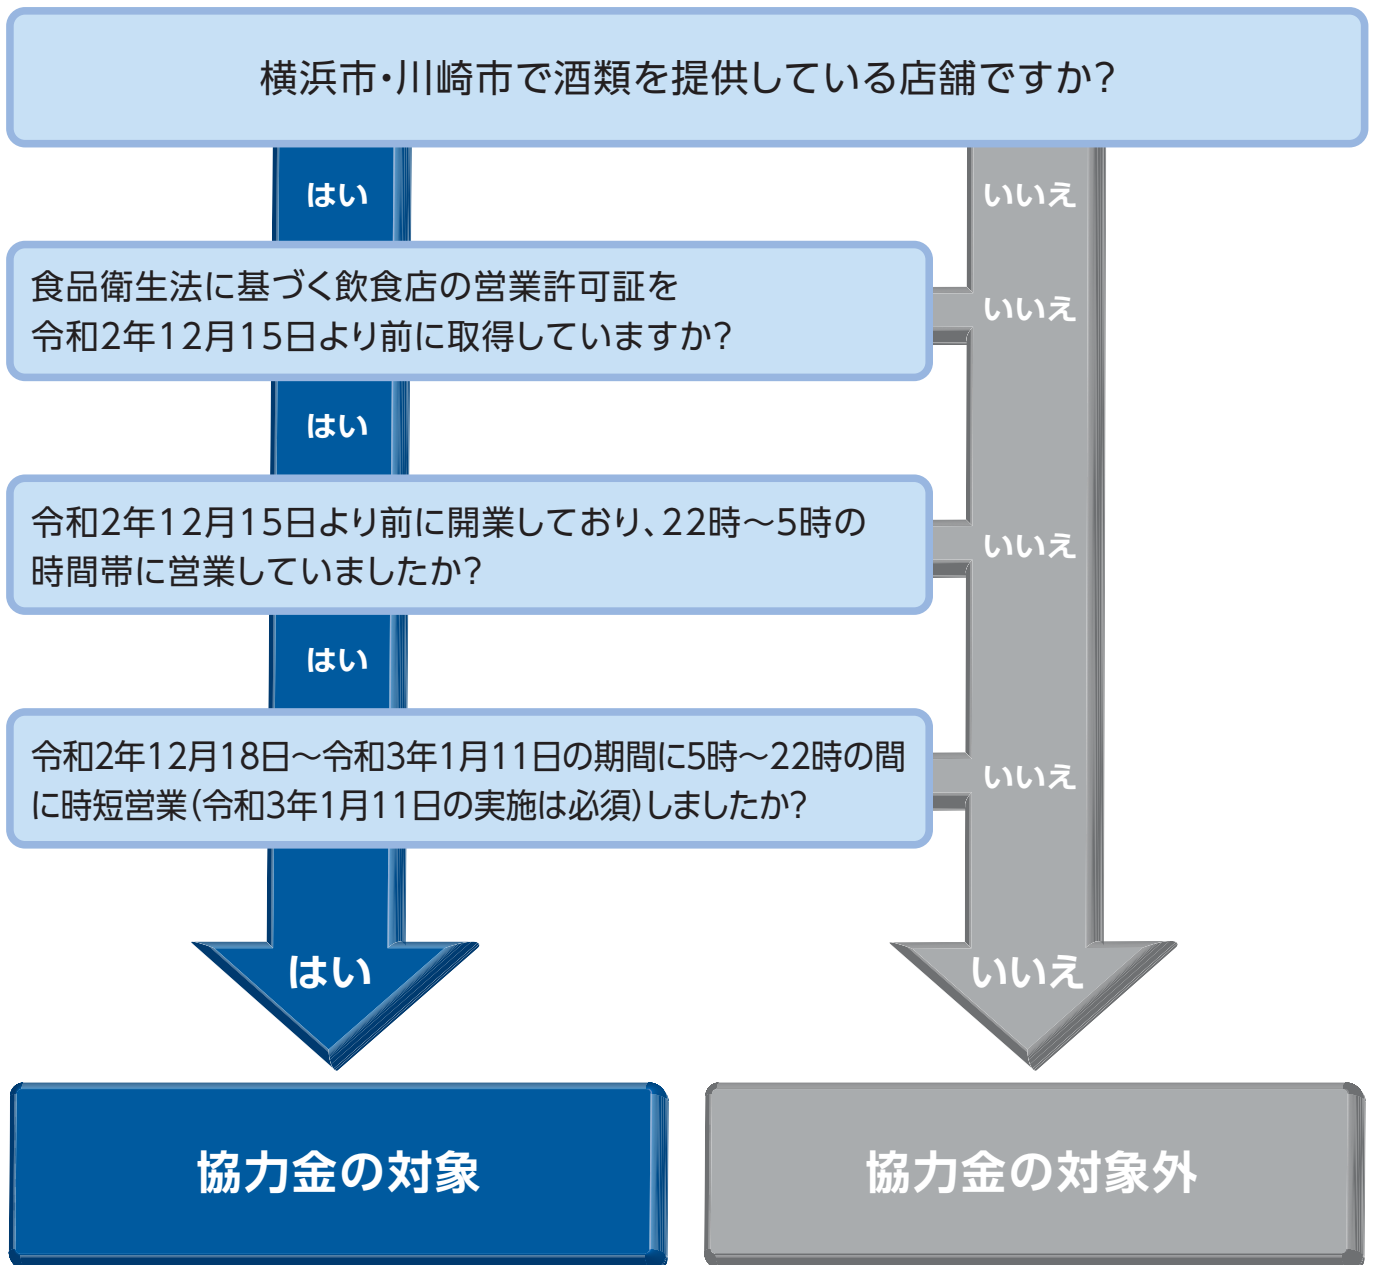 横浜市・川崎市で酒類を提供している店舗ですか?
はい
いいえ
食品衛生法に基づく飲食店の営業許可証を
令和2年12月15日より前に取得していますか?
いいえ
はい
令和2年12月15日より前に開業しており、22時〜5時の
時間帯に営業していましたか?
いいえ
はい
令和2年12月18日〜令和3年1月11日の期間に5時〜22時の間
に時短営業(令和3年1月11日の実施は必須)しましたか?
いいえ
はい
いいえ
協力金の対象
協力金の対象外